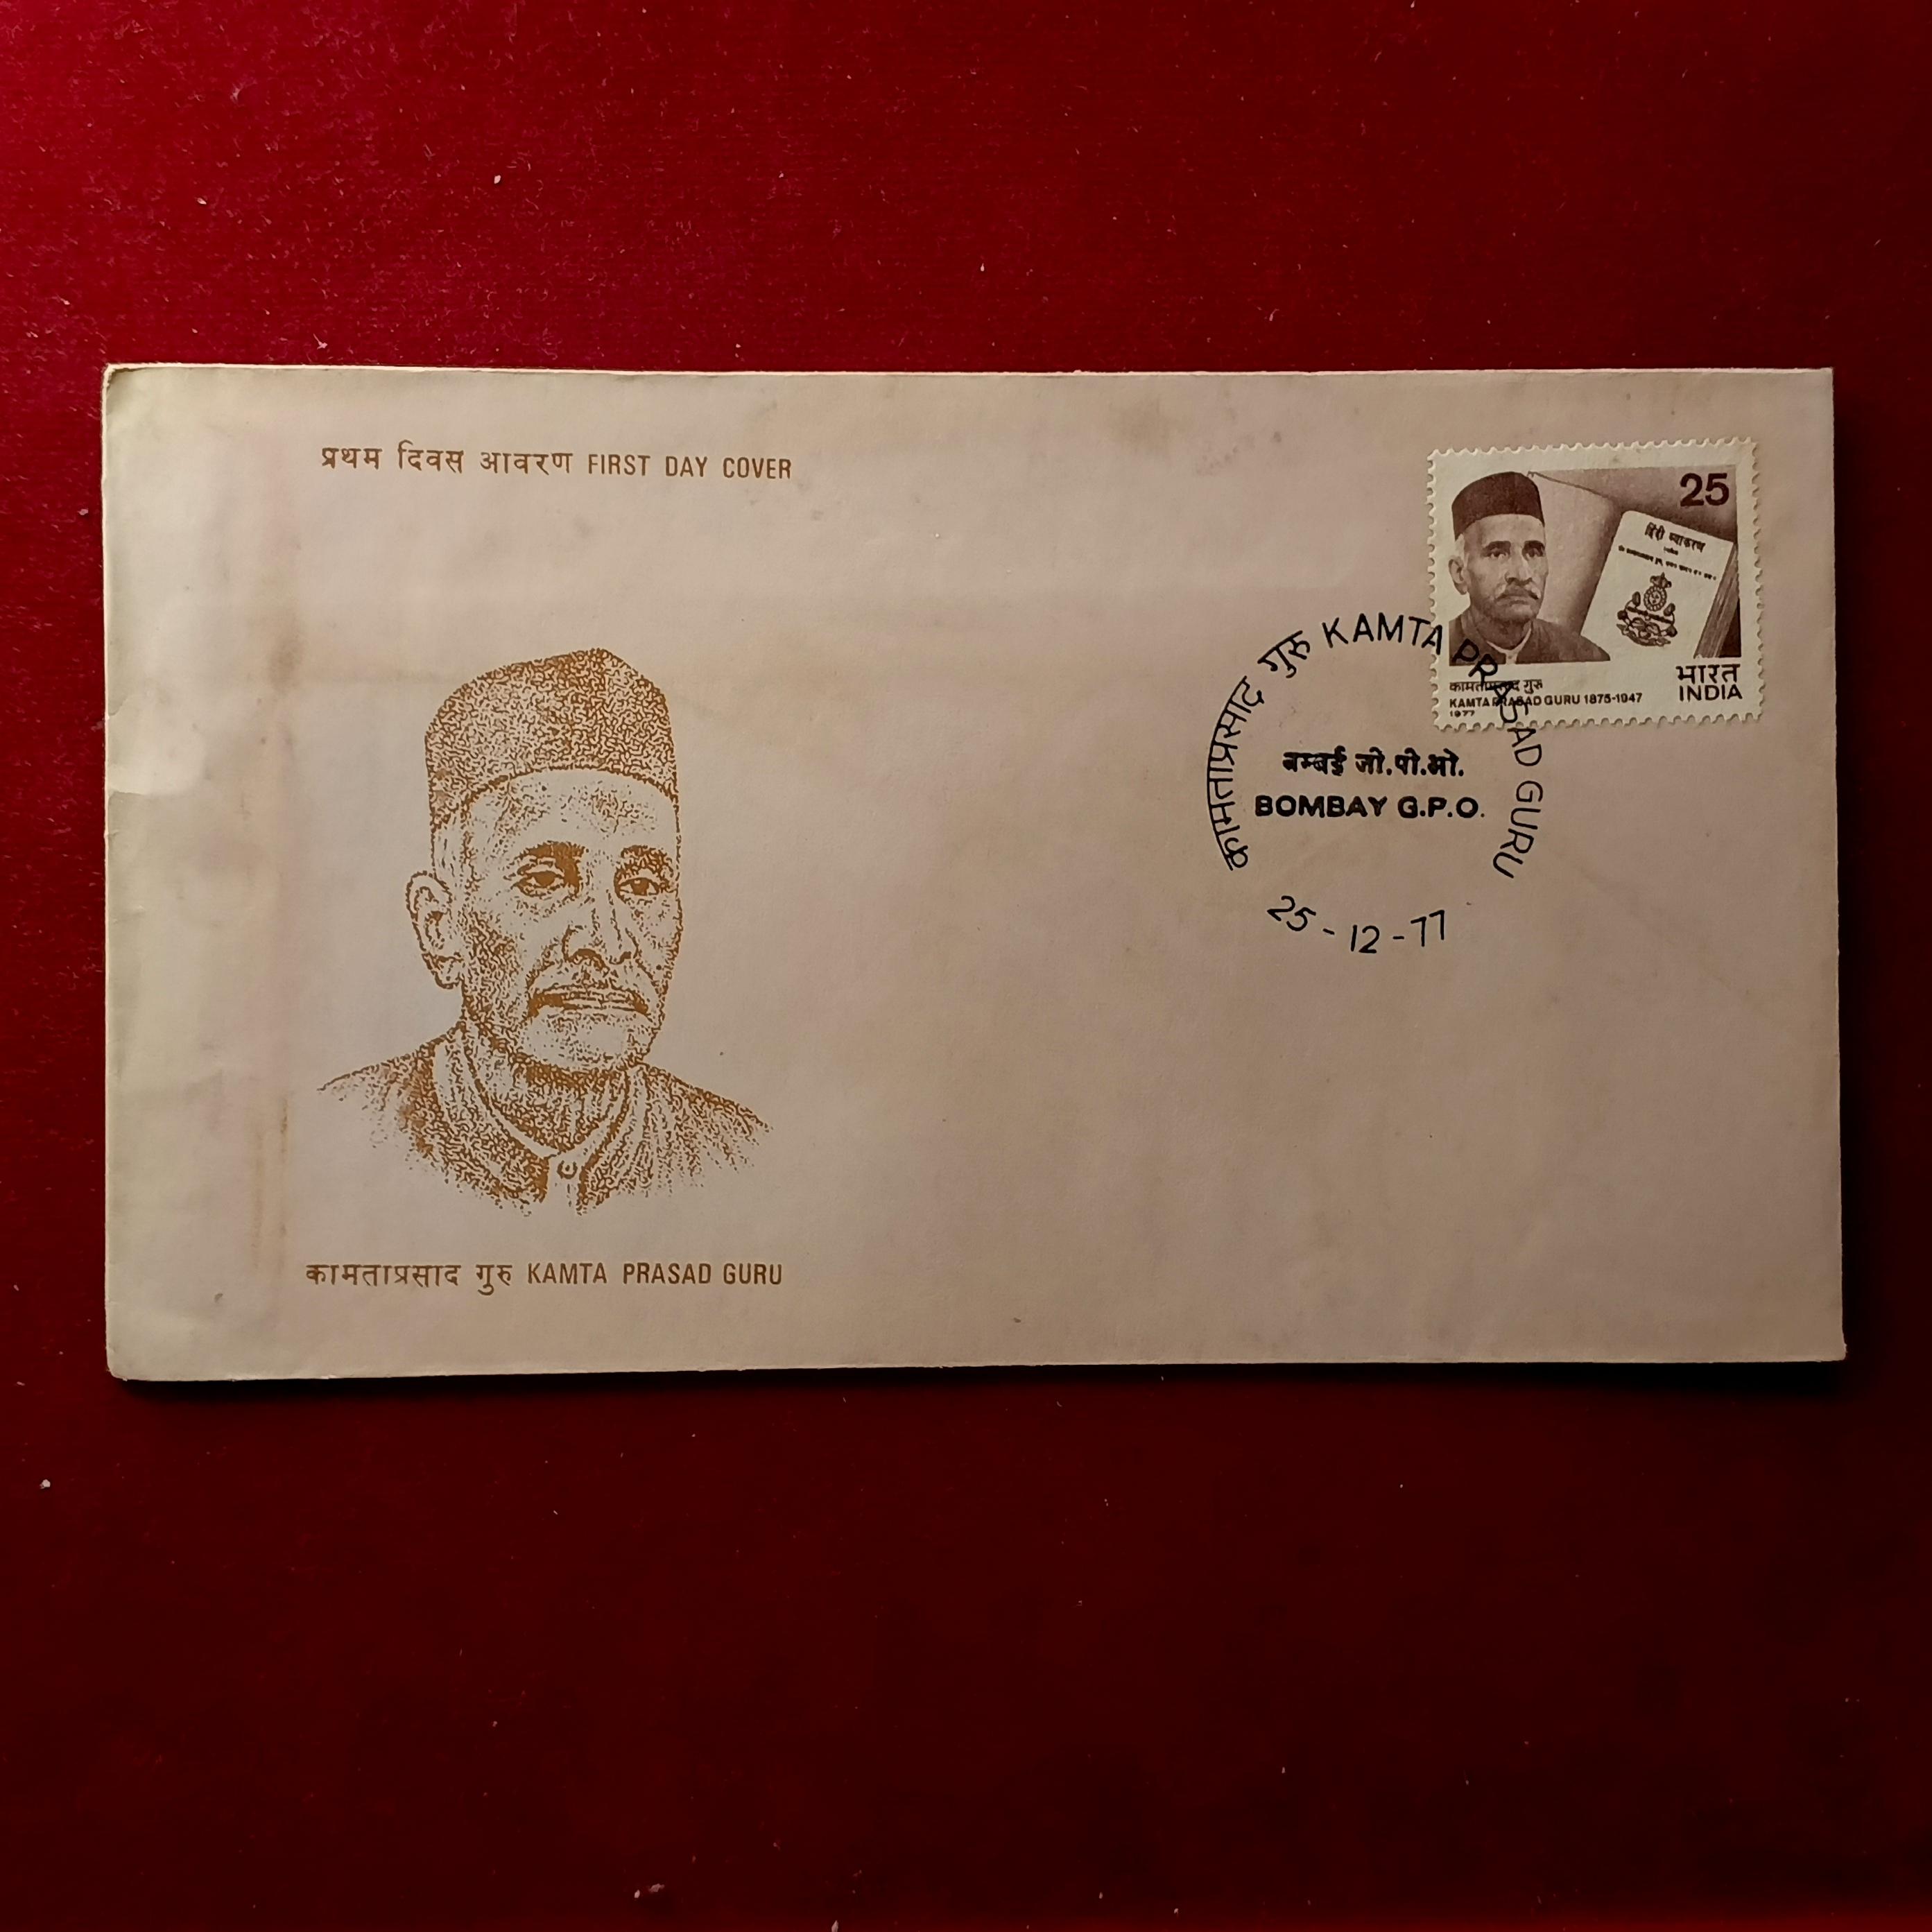 प्रथम दिवस आवरण FIRST DAY COVER
25
हिंदी व्याकरण
कामताप्रसाद गुरु
KAMTA PRASAD GURU 1875-1947
1977
भारत
INDIA
कामताप्रसाद गुरु KAMTA PRASAD GURU
बम्बई जी.पी.ओ.
BOMBAY G.P.O.
25-12-77
कामताप्रसाद गुरु KAMTA PRASAD GURU